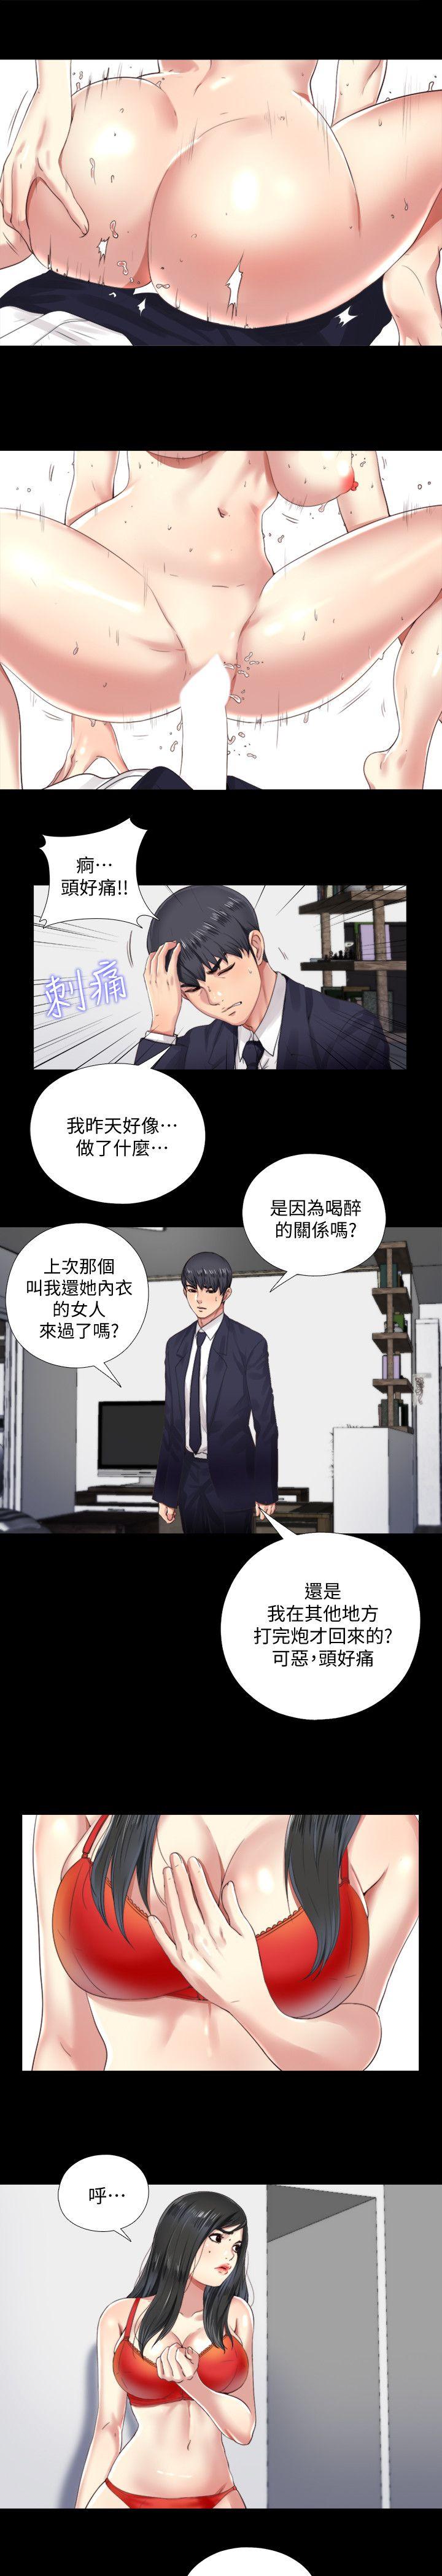 痾⋯
頭好痛!!
刺痛
我昨天好像⋯
做了什麼⋯
是因為喝醉
的關係嗎?
上次那個
叫我還她內衣
的女人
來過了嗎?
還是
我在其他地方
打完炮才回來的?
可惡,頭好痛
呼⋯